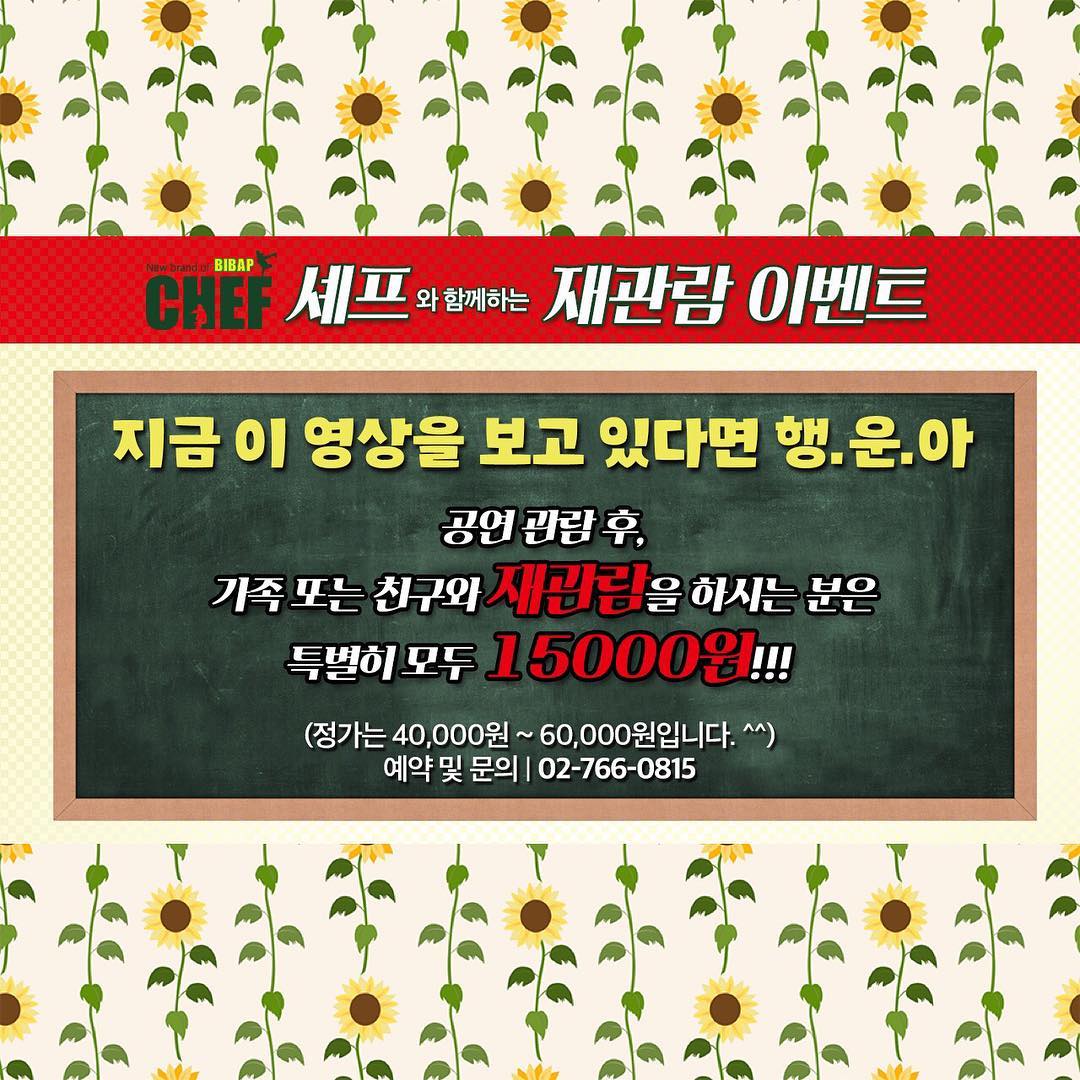 New brand of BIBAP
CHEF 셰프와 함께하는 재관람 이벤트
지금 이 영상을 보고 있다면 행.운.아
공연 관람 후,
가족 또는 친구와 재관람을 하시는 분은
특별히 모두 15000원!!!
(정가는 40,000원 ~ 60,000원입니다. ^^)
예약 및 문의 | 02-766-0815